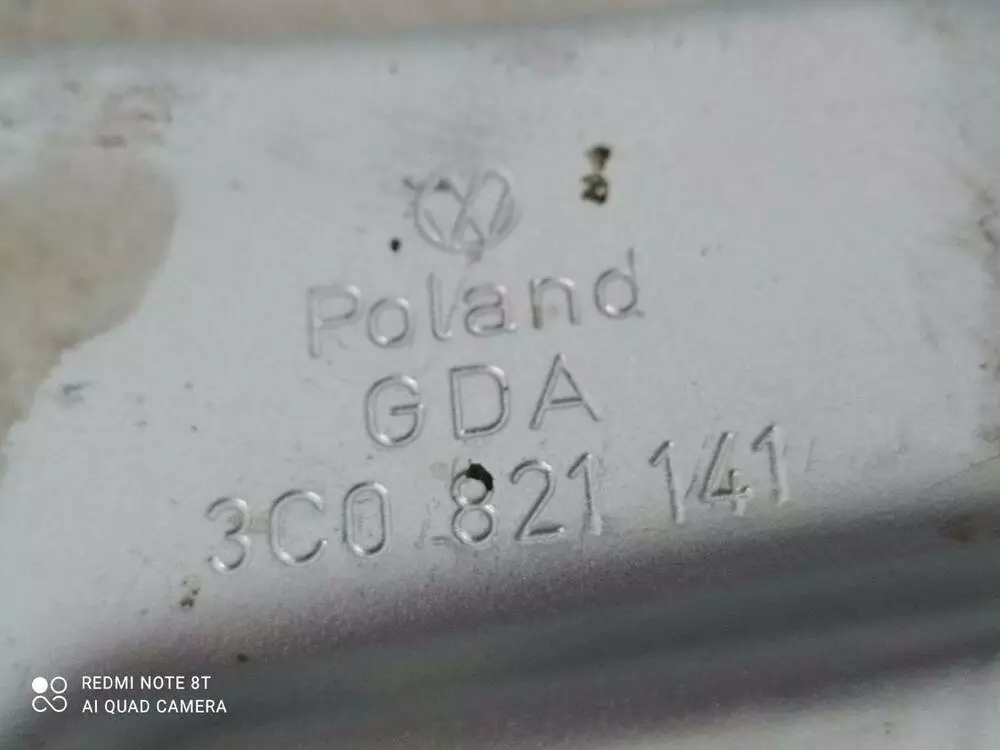 Poland
GDA
3C0 821 141
REDMI NOTE 8T
AI QUAD CAMERA